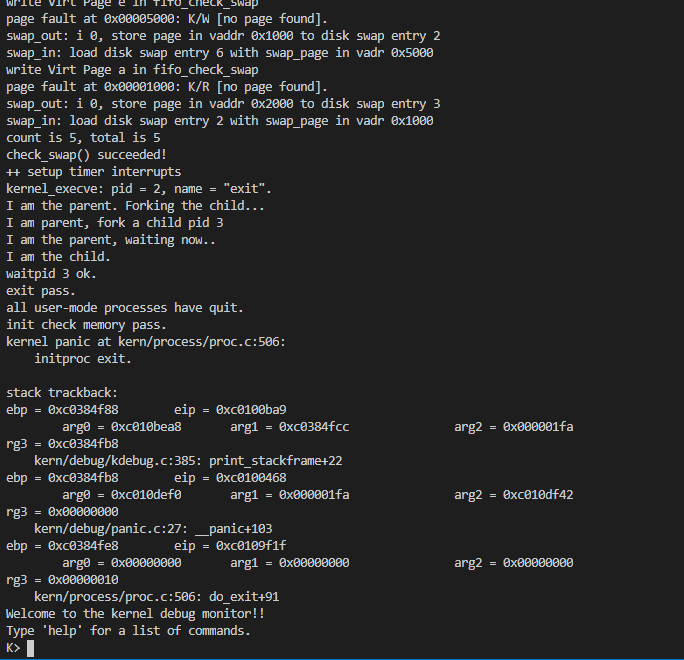 write Virt Page e in fifo_check_swap
page fault at 0x00005000: K/W [no page found].
swap_out: i 0, store page in vaddr 0x1000 to disk swap entry 2
swap_in: load disk swap entry 6 with swap_page in vadr 0x5000
write Virt Page a in fifo_check_swap
page fault at 0x00001000: K/R [no page found].
swap_out: i 0, store page in vaddr 0x2000 to disk swap entry 3
swap_in: load disk swap entry 2 with swap_page in vadr 0x1000
count is 5, total is 5
check_swap() succeeded!
++ setup timer interrupts
kernel_execve: pid = 2, name = "exit".
I am the parent. Forking the child...
I am parent, fork a child pid 3
I am the parent, waiting now..
I am the child.
waitpid 3 ok.
exit pass.
all user-mode processes have quit.
init check memory pass.
kernel panic at kern/process/proc.c:506:
    initproc exit.

stack trackback:
ebp = 0xc0384f88        eip = 0xc0100ba9
        arg0 = 0xc010bea8       arg1 = 0xc0384fcc               arg2 = 0x000001fa
rg3 = 0xc0384fb8
    kern/debug/kdebug.c:385: print_stackframe+22
ebp = 0xc0384fb8        eip = 0xc0100468
        arg0 = 0xc010def0       arg1 = 0x000001fa               arg2 = 0xc010df42
rg3 = 0x00000000
    kern/debug/panic.c:27: __panic+103
ebp = 0xc0384fe8        eip = 0xc0109f1f
        arg0 = 0x00000000       arg1 = 0x00000000               arg2 = 0x00000000
rg3 = 0x00000010
    kern/process/proc.c:506: do_exit+91
Welcome to the kernel debug monitor!!
Type 'help' for a list of commands.
K>